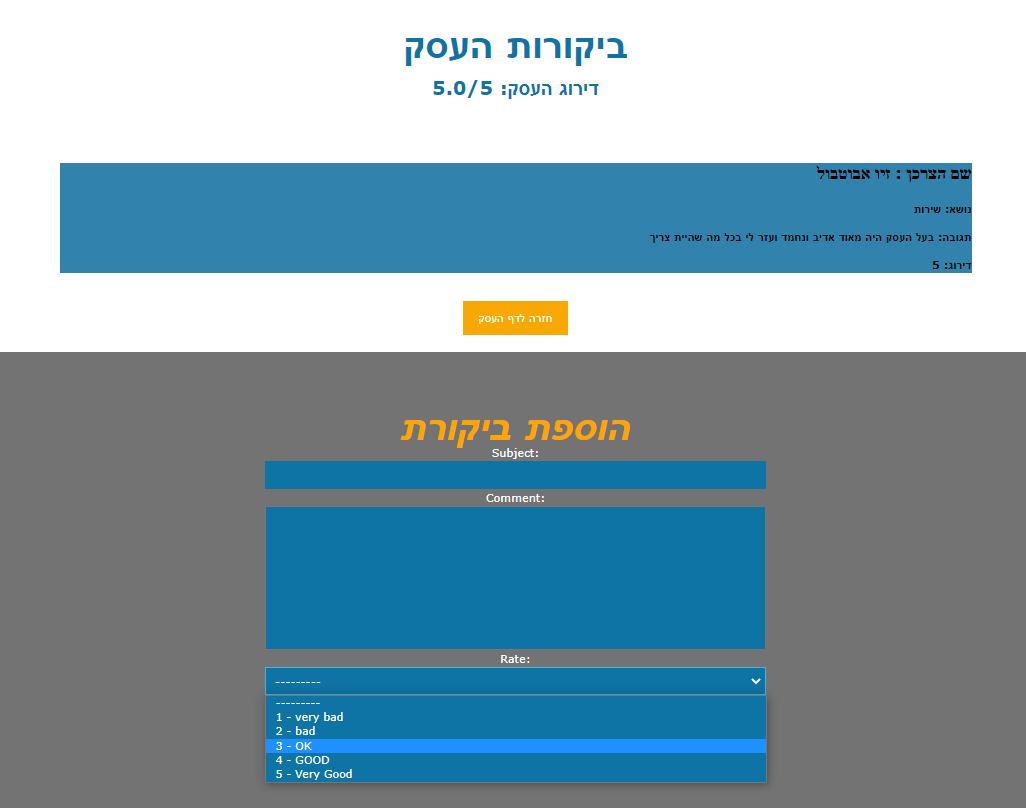 ביקורות העסק
דירוג העסק: 5.0/5
שם הצרכן : זיו אבוטבול
נושא: שירות
תגובה: בעל העסק היה מאוד אדיב ונחמד ועזר לי בכל מה שהיית צריך
דירוג: 5
חזרה לדף העסק
הוספת ביקורת
Subject:
Comment:
Rate:
---------
---------
1 - very bad
2 - bad
3 - OK
4 - GOOD
5 - Very Good